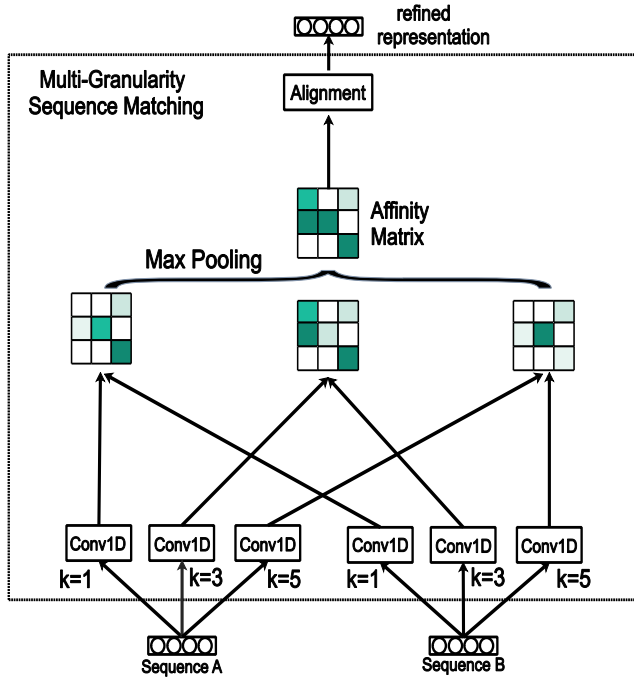 refined
representation
Multi-Granularity
Sequence Matching
Alignment
Affinity
Matrix
Max Pooling
Conv1D Conv1D Conv1D Conv1D Conv1D Conv1D
k=1 k=3 k=5 k=1 k=3 k=5
Sequence A Sequence B